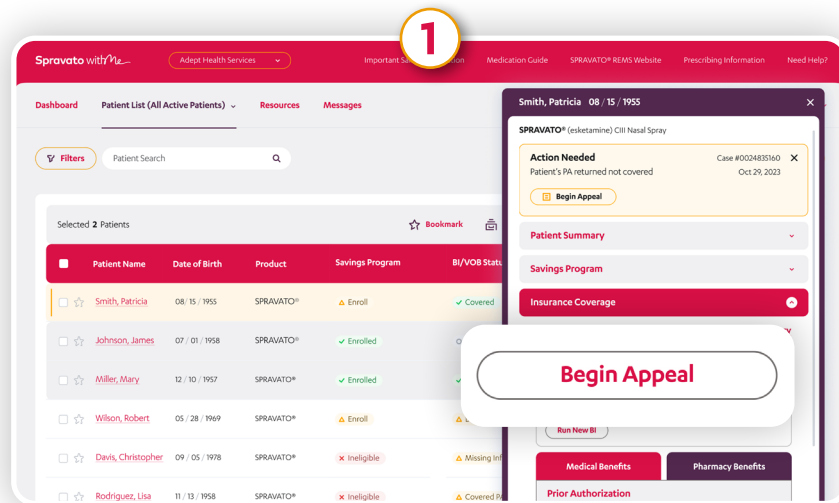 1
Spravato withMe
Adept Health Services
Important Sa
ion
Medication Guide
SPRAVATO® REMS Website
Prescribing Information
Need Help?
Dashboard
Patient List (All Active Patients)
Resources
Messages
Filters
Patient Search
Selected 2 Patients
Bookmark
Patient Name
Date of Birth
Product
Savings Program
BI/VOB Statu
Smith, Patricia
08/ 15 / 1955
SPRAVATO®
Enroll
Covered
Johnson, James
07 / 01 / 1958
SPRAVATO®
Enrolled
Miller, Mary
12 / 10 / 1957
SPRAVATO®
Enrolled
Wilson, Robert
05 / 28 / 1969
SPRAVATO®
Enroll
Davis, Christopher
09 / 05 / 1978
SPRAVATO®
Ineligible
Missing Inf
Rodriguez, Lisa
11 / 13 / 1958
SPRAVATO®
Ineligible
Covered PA
Smith, Patricia 08 / 15 / 1955
SPRAVATO® (esketamine) CIII Nasal Spray
Action Needed
Case #0024835160
Patient's PA returned not covered
Oct 29, 2023
Begin Appeal
Patient Summary
Savings Program
Insurance Coverage
Begin Appeal
Run New BI
Medical Benefits
Pharmacy Benefits
Prior Authorization